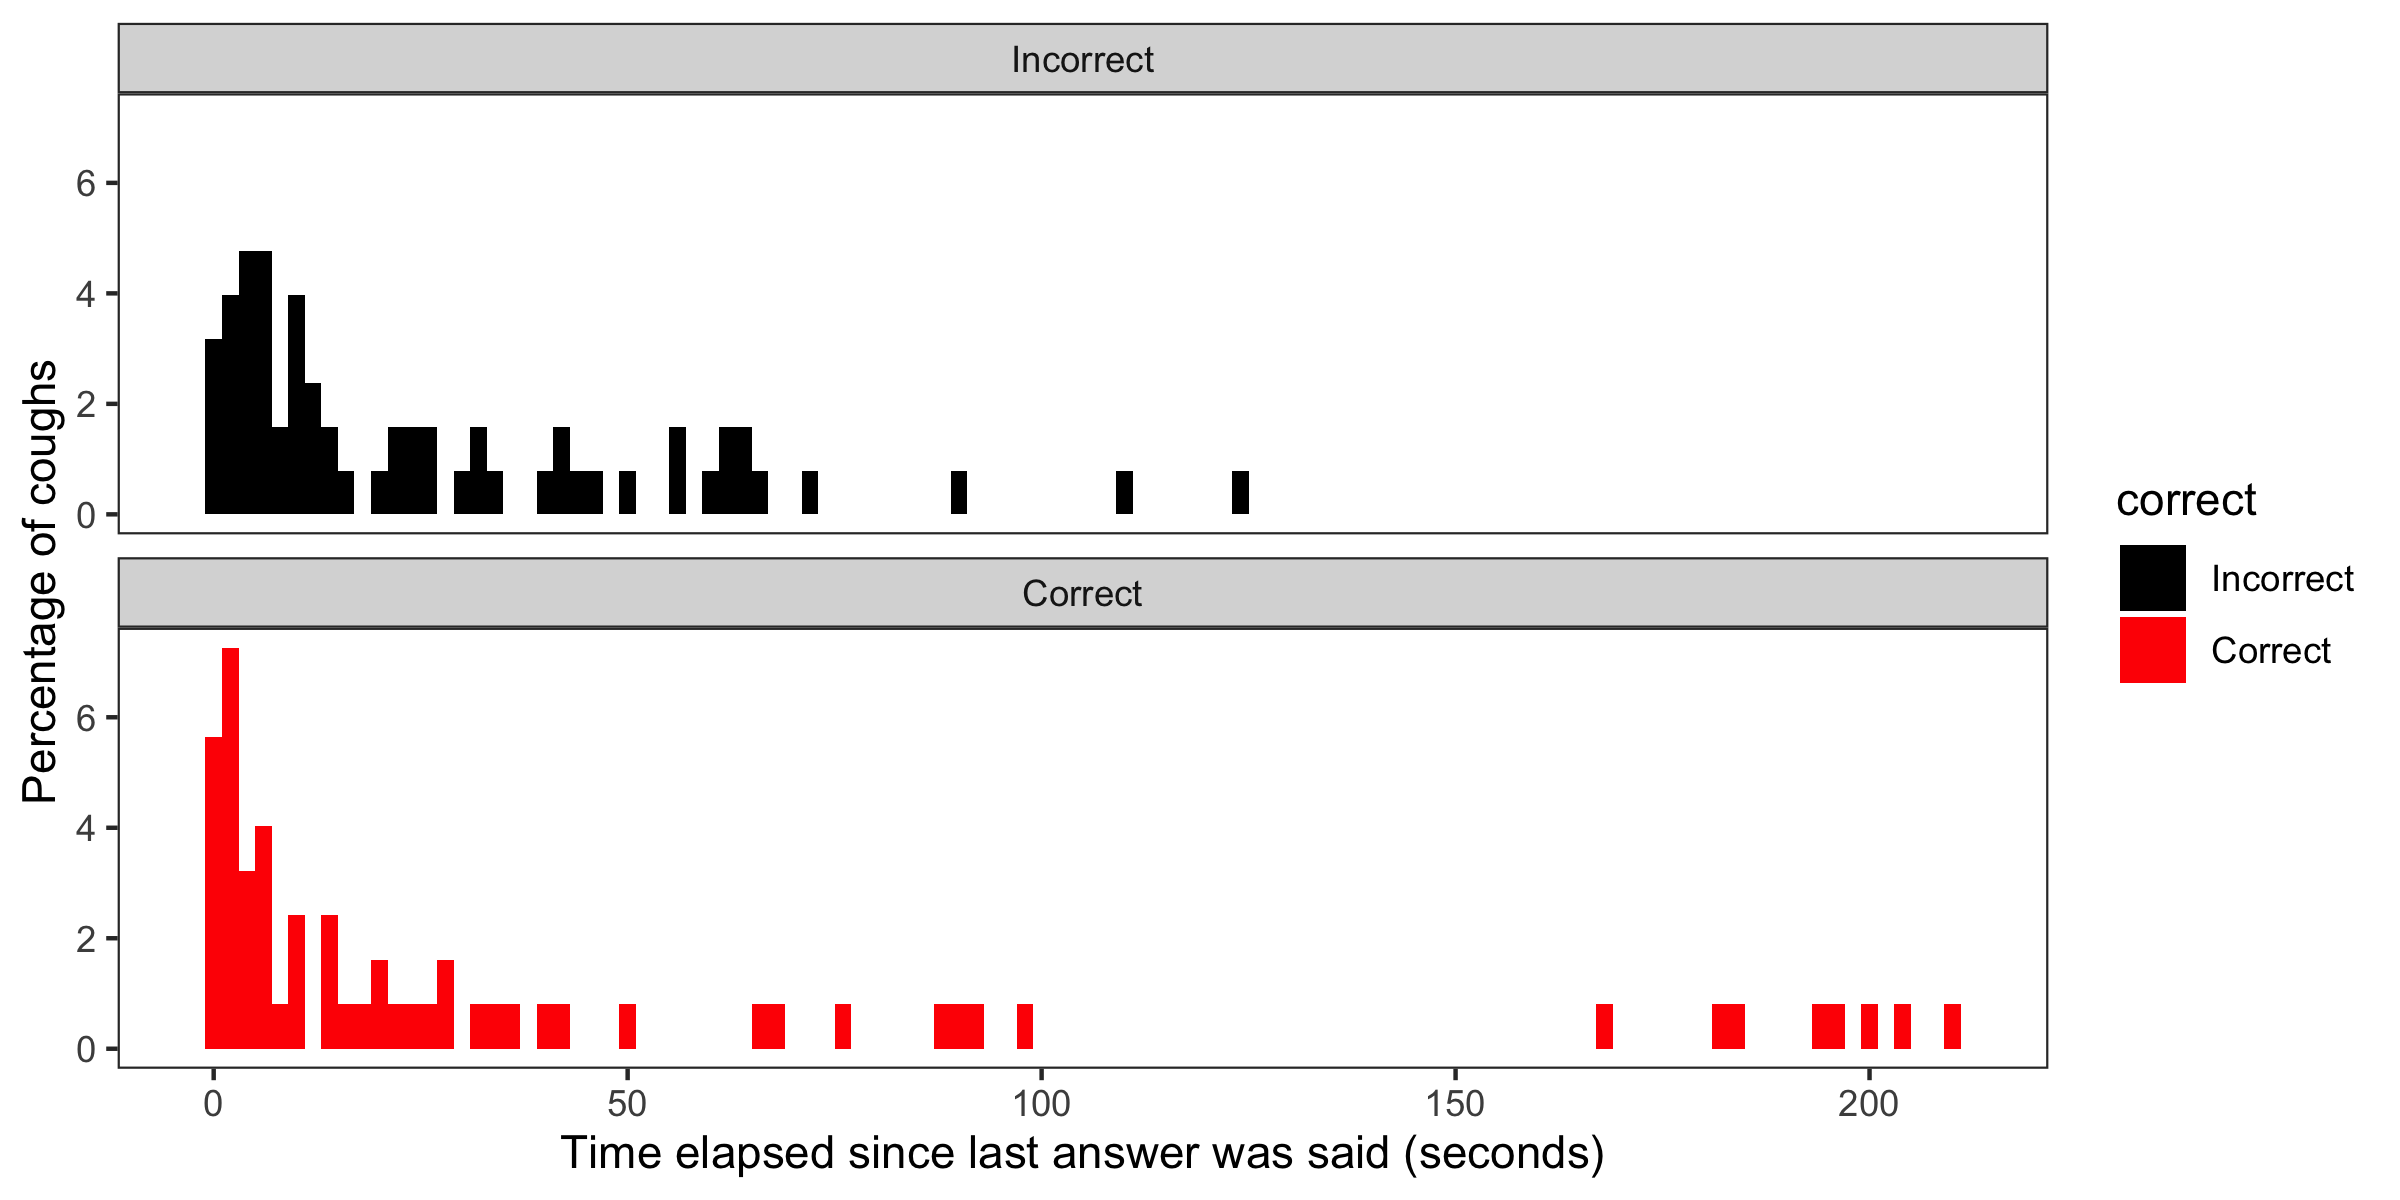 Incorrect
6
4
2
0
Percentage of coughs
Correct
6
4
2
0
0 50 100 150 200
Time elapsed since last answer was said (seconds)
correct
Incorrect
Correct